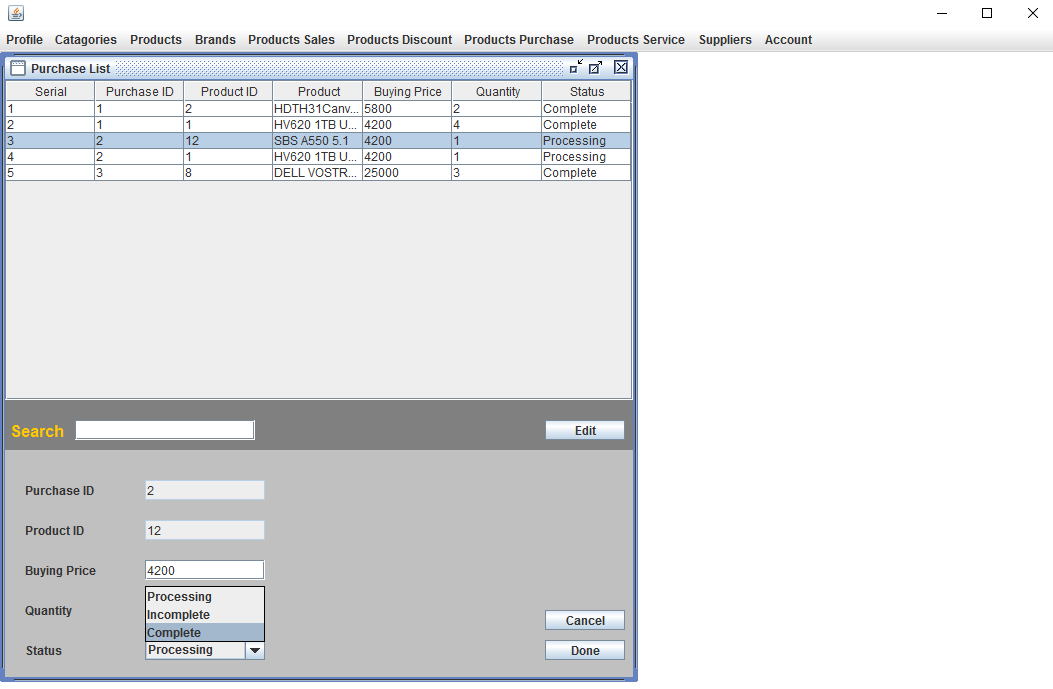 Profile Catagories Products Brands Products Sales Products Discount Products Purchase Products Service Suppliers Account
Purchase List
Serial Purchase ID Product ID Product Buying Price Quantity Status
1 1 2 HDTH31Canv... 5800 2 Complete
2 1 1 HV620 1TB U... 4200 4 Complete
3 2 12 SBS A550 5.1 4200 1 Processing
4 2 1 HV620 1TB U... 4200 1 Processing
5 3 8 DELL VOSTR... 25000 3 Complete
Search Edit
Purchase ID 2
Product ID 12
Buying Price 4200
Processing
Quantity Incomplete
Cancel
Complete
Status Processing Done